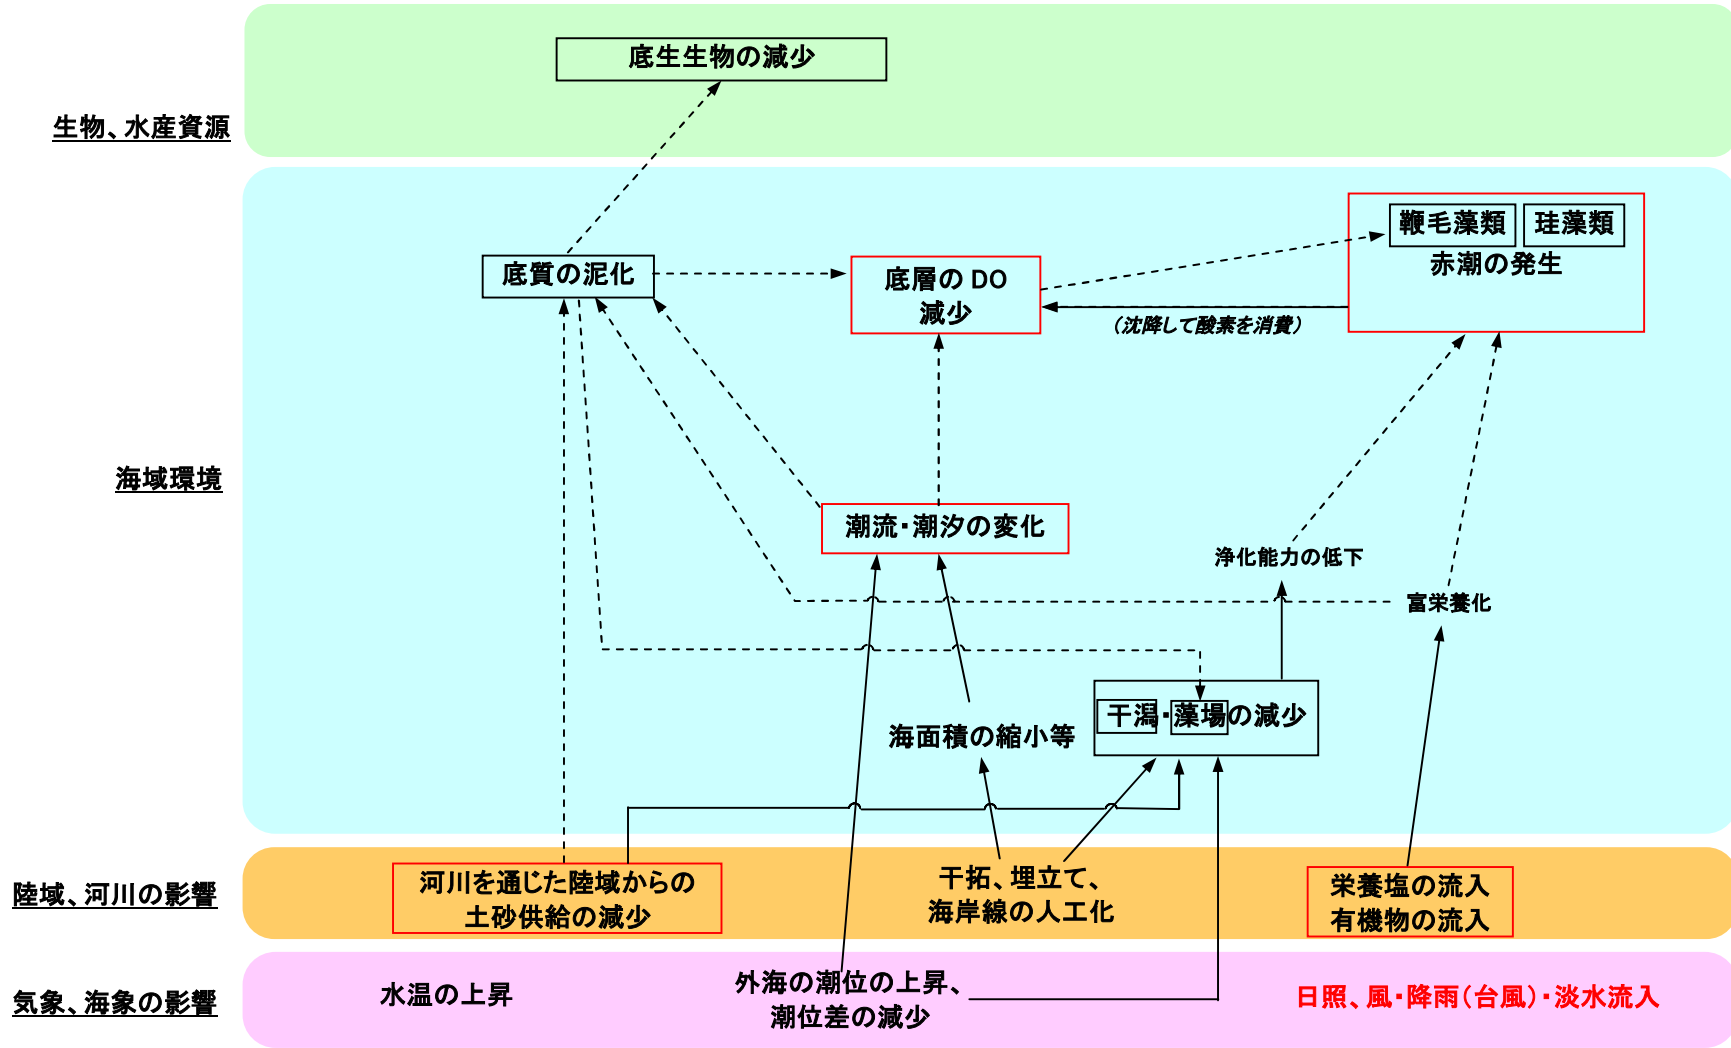 底生生物の減少
生物、水産資源
鞭毛藻類
珪藻類
赤潮の発生
底質の泥化
底層の DO
減少
（沈降して酸素を消費）
海域環境
潮流・潮汐の変化
浄化能力の低下
富栄養化
干潟・藻場の減少
海面積の縮小等
陸域、河川の影響
河川を通じた陸域からの
土砂供給の減少
干拓、埋立て、
海岸線の人工化
栄養塩の流入
有機物の流入
気象、海象の影響
水温の上昇
外海の潮位の上昇、
潮位差の減少
日照、風・降雨（台風）・淡水流入